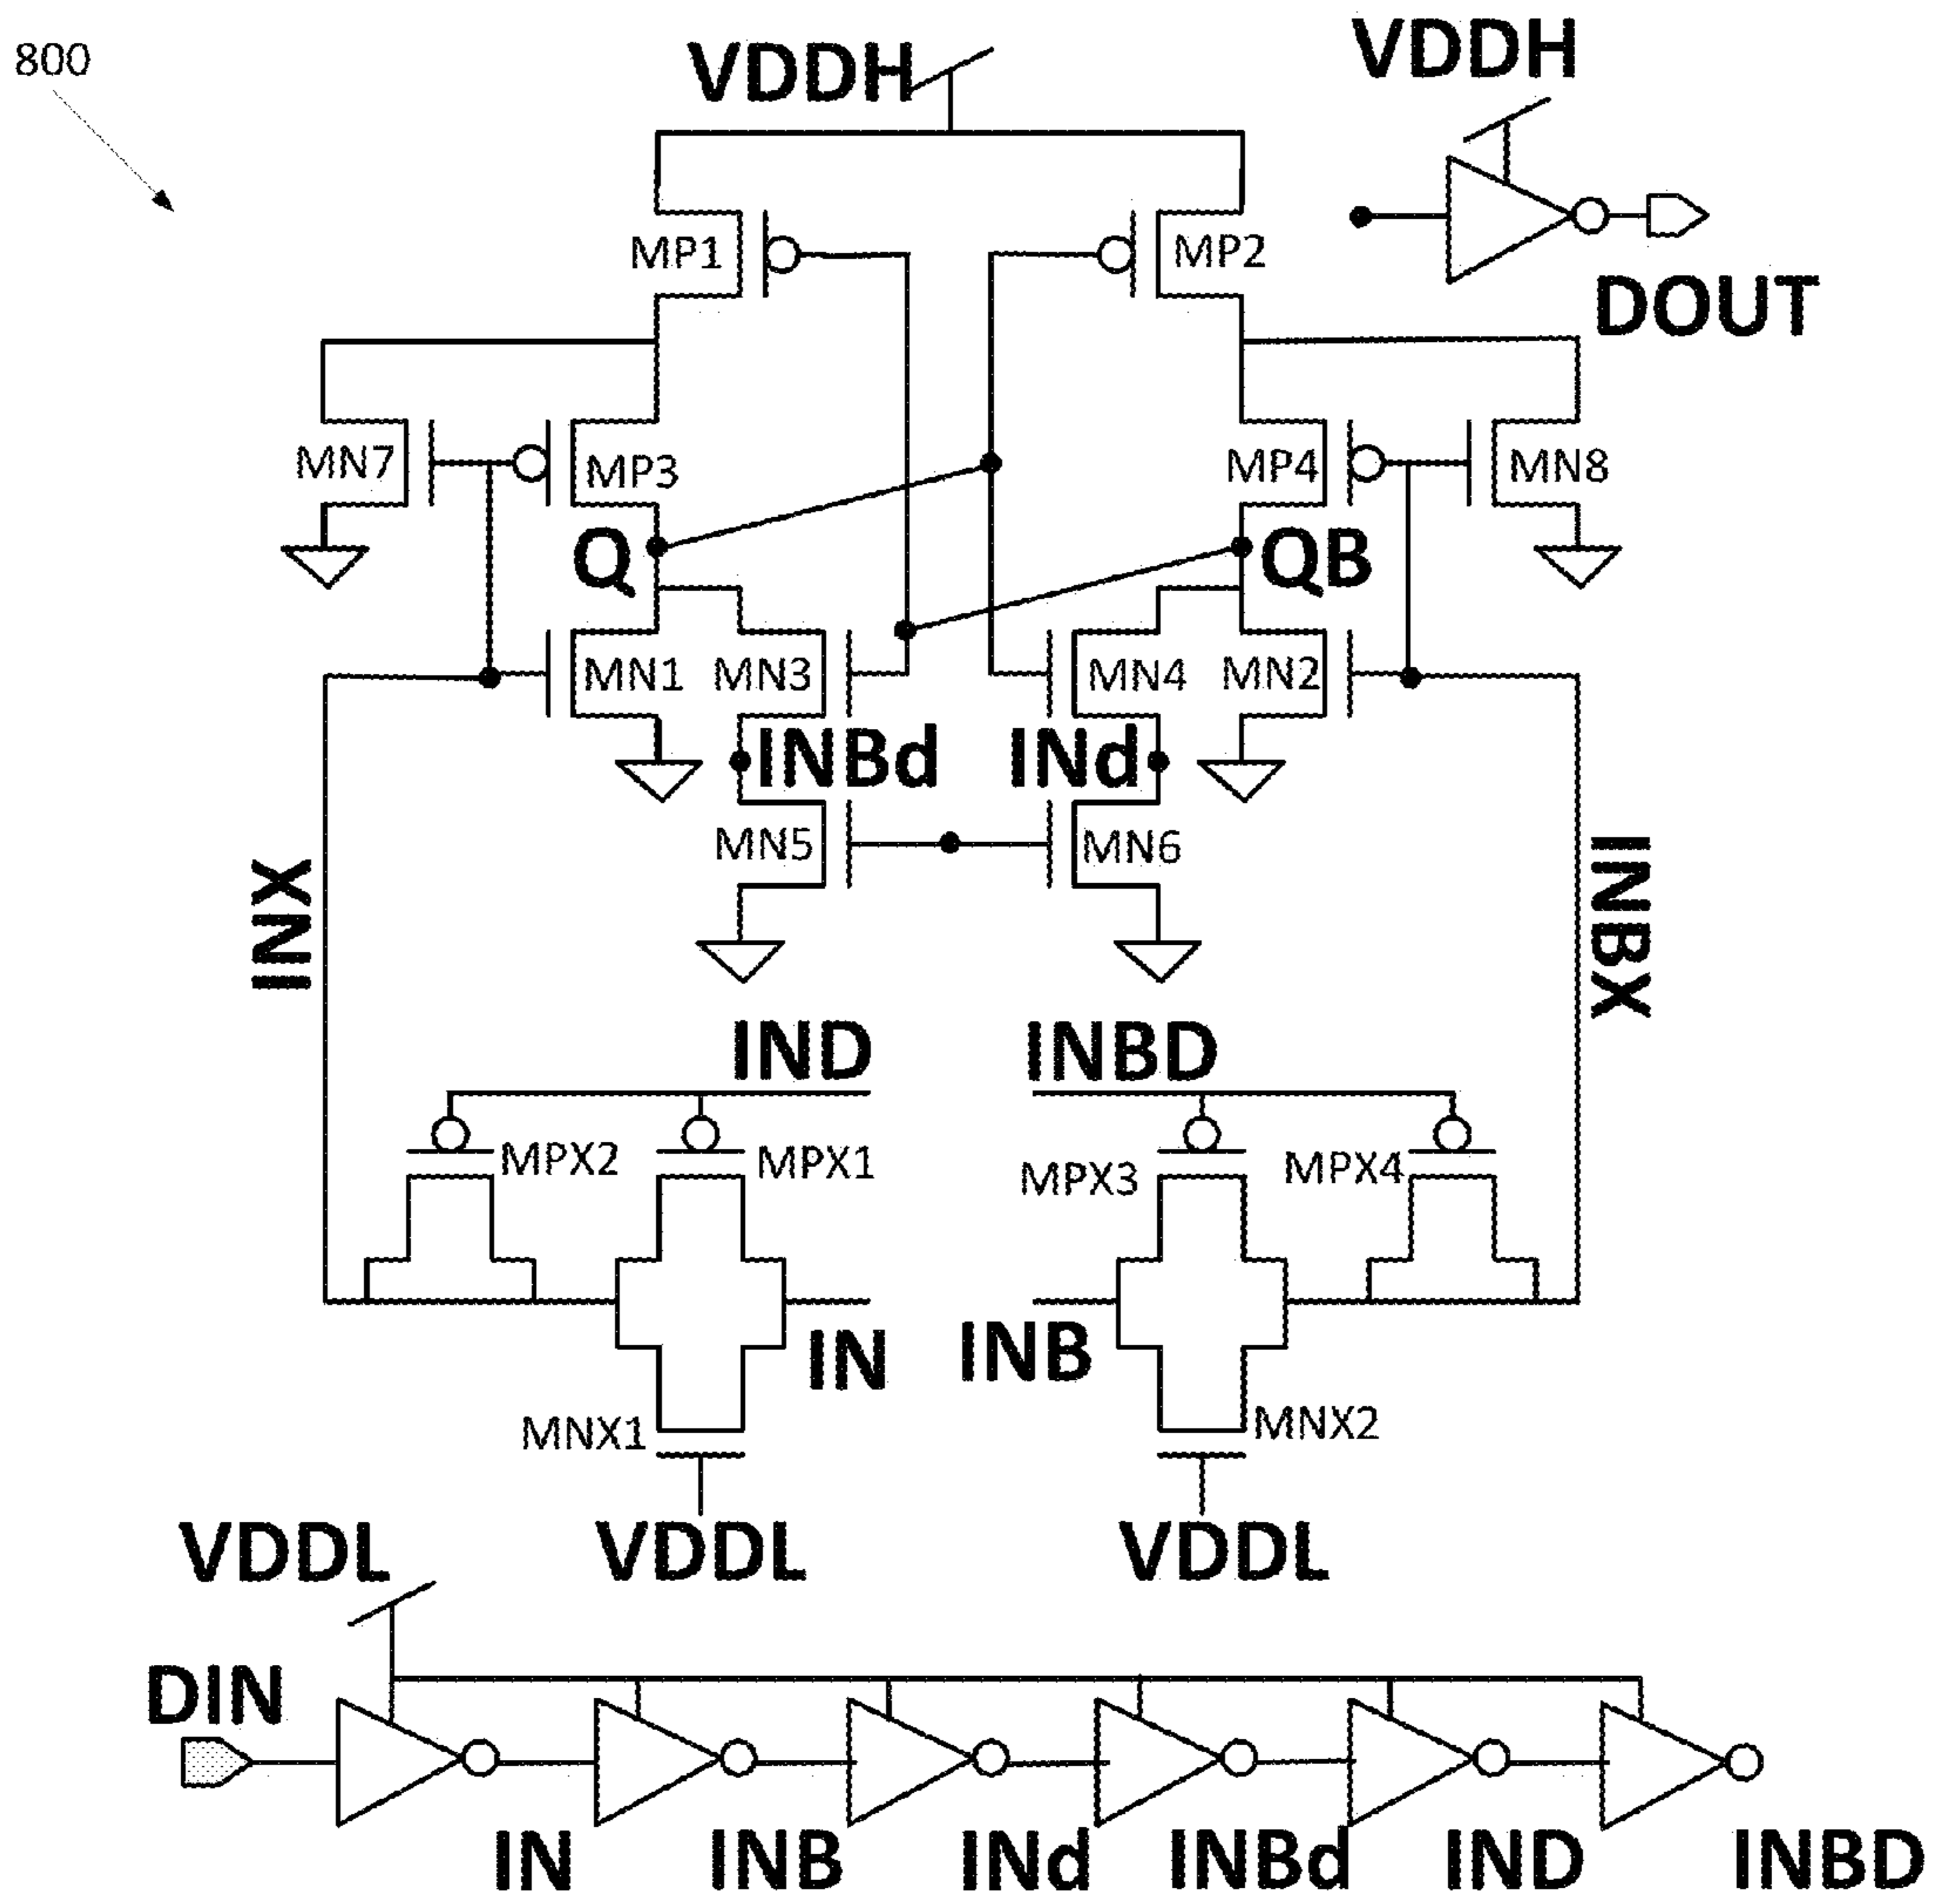 800
VDDH
VDDH
MP1
MP2
DOUT
MN7
MP3
MP4
MN8
Q
QB
MN1
MN3
MN4
MN2
INBd
INd
MN5
MN6
INX
INBX
IND
INBD
MPX2
MPX1
MPX3
MPX4
IN
INB
MNX1
MNX2
VDDL
VDDL
VDDL
DIN
IN
INB
INd
INBd
IND
INBD